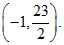 (-1, 23/2).